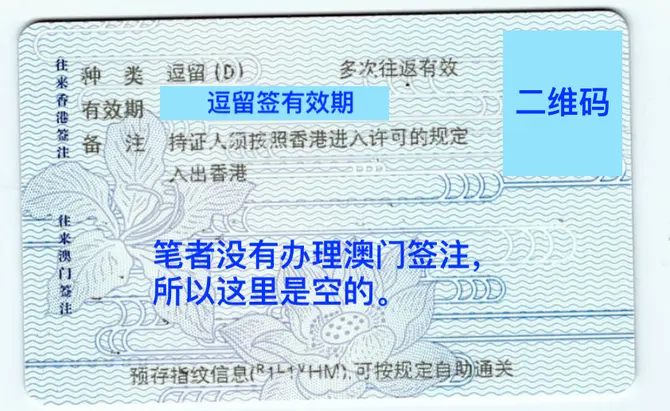 往来香港签注
种 类 逗留(D) 多次往返有效
有效期 逗留签有效期
二维码
备 注 持证人须按照香港进入许可的规定
入出香港
往来澳门签注
笔者没有办理澳门签注，
所以这里是空的。
预存指纹信息(ᴿ1ᴸ1ⱽHM),可按规定自助通关